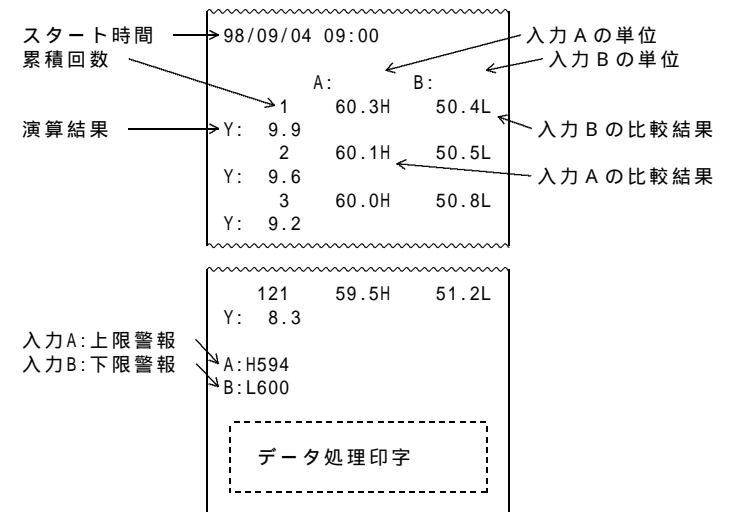 スタート時間
98/09/04 09:00
入力Aの単位
累積回数
入力Bの単位
A: B:
1 60.3H 50.4L
演算結果
Y: 9.9
入力Bの比較結果
2 60.1H 50.5L
Y: 9.6
入力Aの比較結果
3 60.0H 50.8L
Y: 9.2
121 59.5H 51.2L
Y: 8.3
入力A:上限警報
A:H594
入力B:下限警報
B:L600
データ処理印字